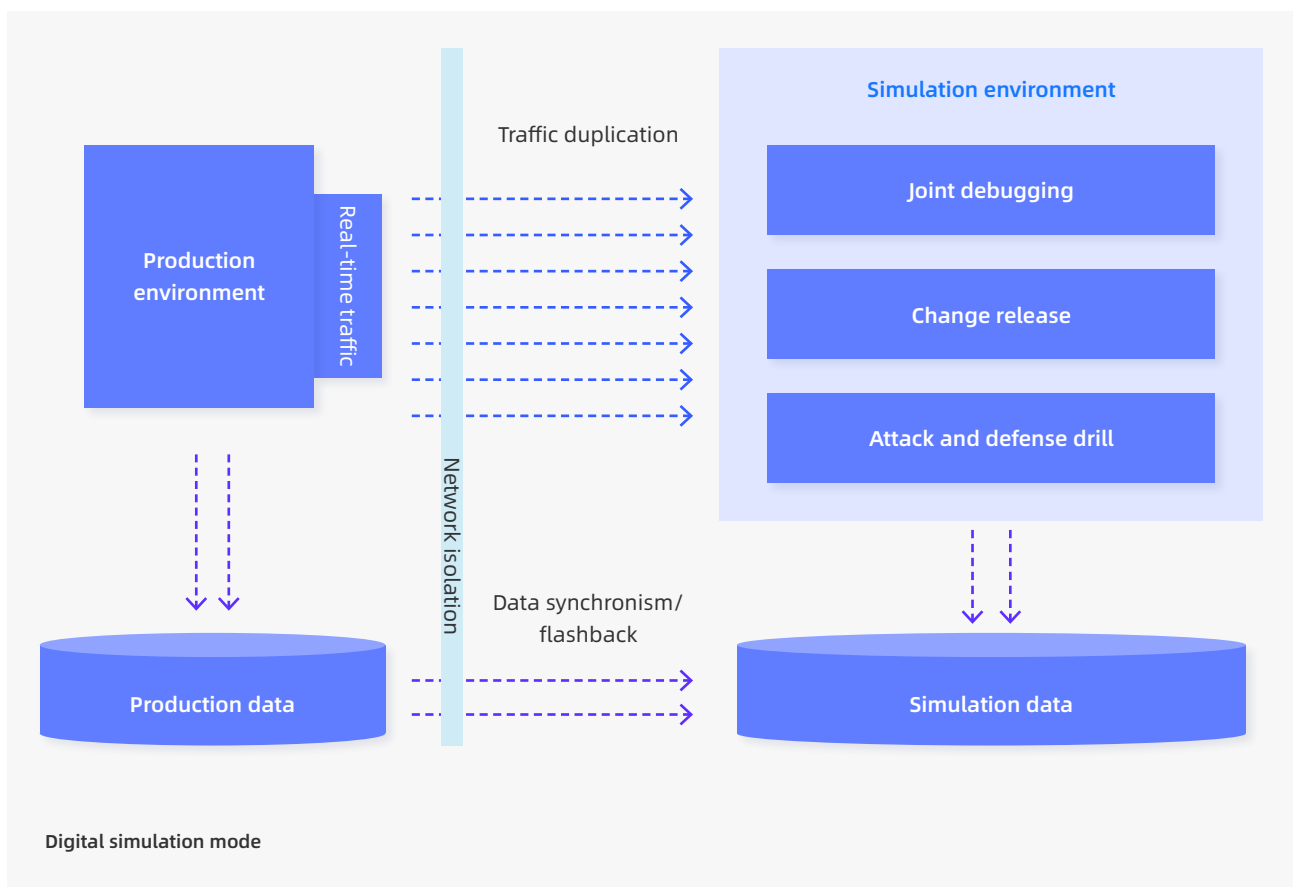 Simulation environment
Traffic duplication
Joint debugging
Real-time traffic
Production
environment
Change release
Attack and defense drill
Network isolation
Data synchronism/
flashback
Production data
Simulation data
Digital simulation mode